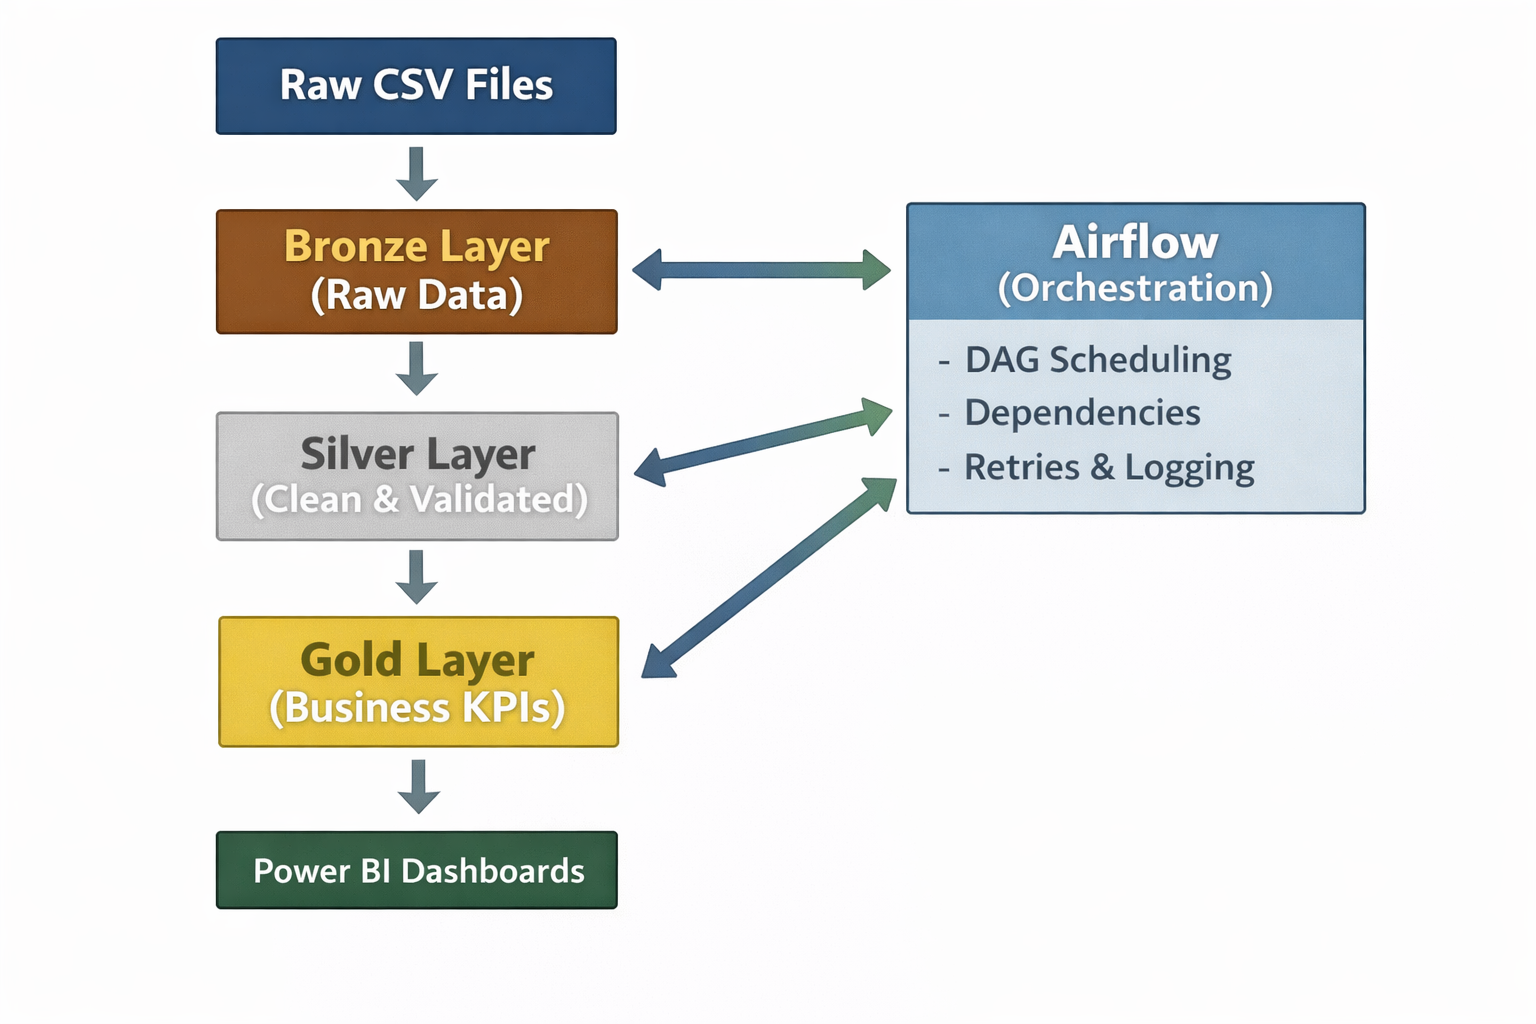 Raw CSV Files
Bronze Layer
(Raw Data)
Silver Layer
(Clean & Validated)
Gold Layer
(Business KPIs)
Power BI Dashboards
Airflow
(Orchestration)
- DAG Scheduling
- Dependencies
- Retries & Logging